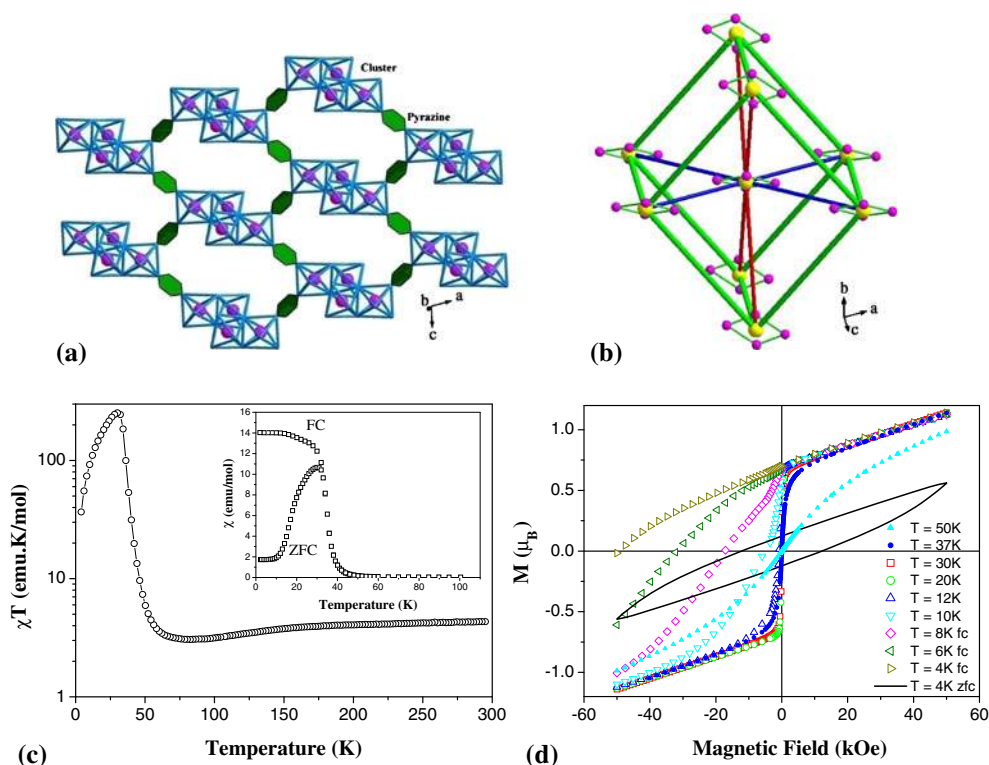 Cluster
Pyrazine
b a
c
(a)
b
a
c
(b)
FC
ZFC
χ (emu/mol)
16
14
12
10
8
6
4
2
0
0 20 40 60 80 100
Temperature (K)
χT (emu.K/mol)
100
10
1
0 50 100 150 200 250 300
Temperature (K)
(c)
M (μB)
1.0
0.5
0.0
-0.5
-1.0
T = 50K
T = 37K
T = 30K
T = 20K
T = 12K
T = 10K
T = 8K fc
T = 6K fc
T = 4K fc
T = 4K zfc
-60 -40 -20 0 20 40 60
Magnetic Field (kOe)
(d)